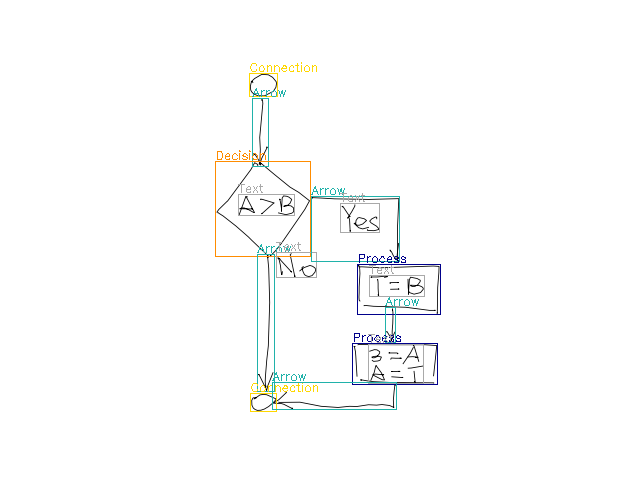 Connection
Arrow
Decision
Text
A>B
Arrow
Text
Yes
Arrow
Text
No
Process
Text
T=B
Arrow
Process
B=A
A=T
Arrow
Connection